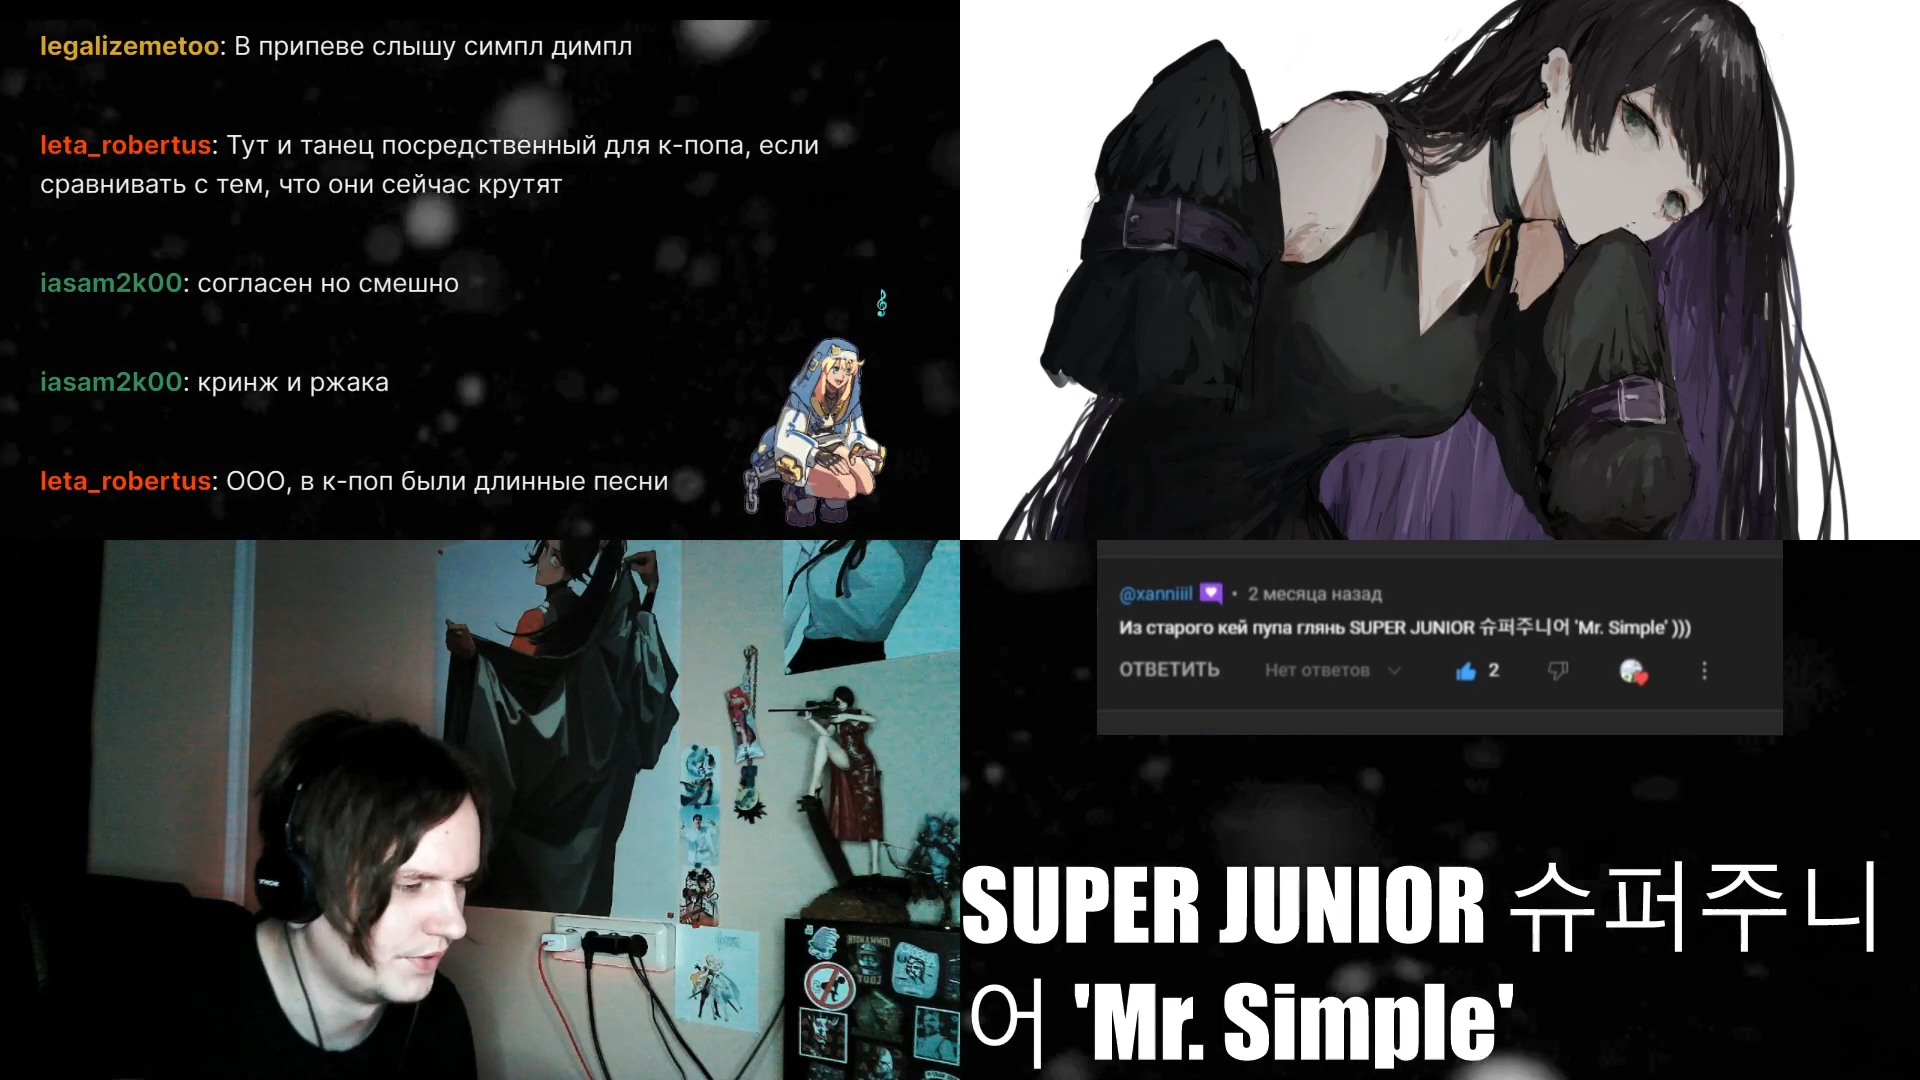 legalizemetoo: В припеве слышу симпл димпл
leta_robertus: Тут и танец посредственный для к-попа, если
сравнивать с тем, что они сейчас крутят
iasam2k00: согласен но смешно
iasam2k00: кринж и ржака
leta_robertus: ООО, в к-поп были длинные песни
@xanniiil • 2 месяца назад
Из старого кей пупа глянь SUPER JUNIOR 슈퍼주니어 'Mr. Simple' )))
ОТВЕТИТЬ Нет ответов 2
SUPER JUNIOR 슈퍼주니
어 'Mr. Simple'